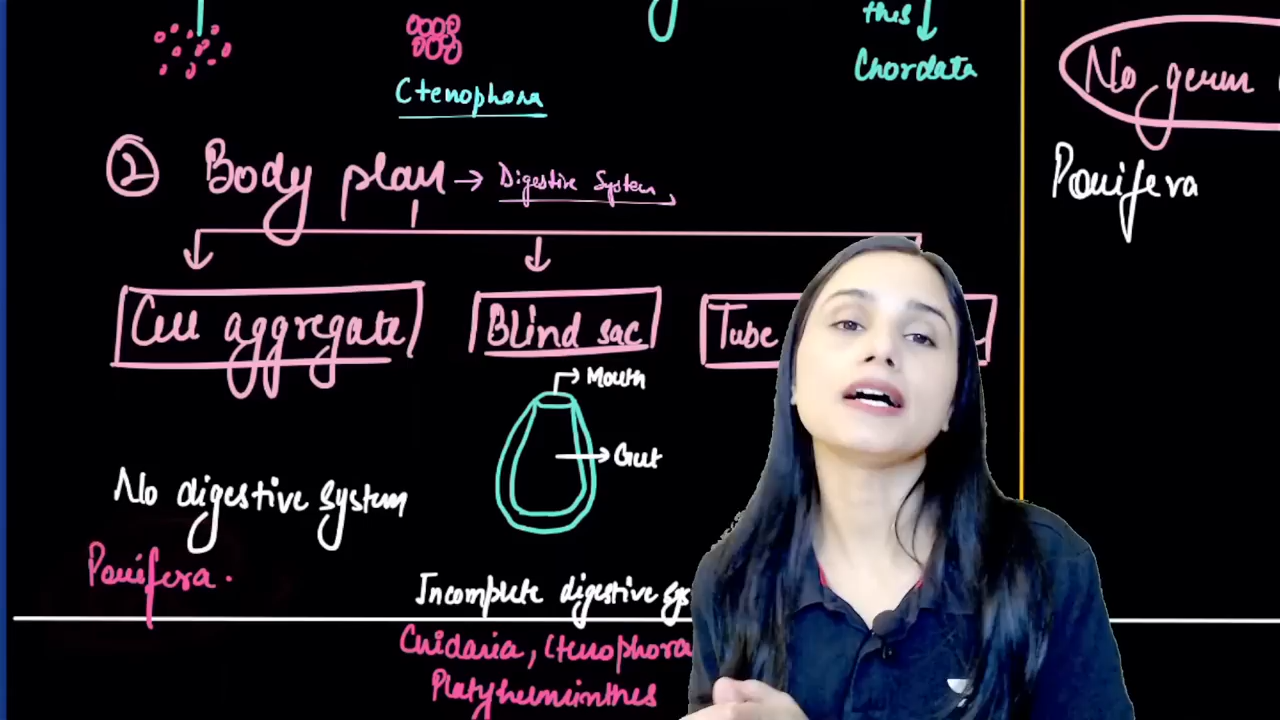 this
Chordata
Ctenophora
No germ
② Body plan → Digestive System
Porifera
Cell aggregate
Blind sac
Tube
Mouth
Gut
No digestive system
Porifera.
Incomplete digestive sys
Cnidaria, Ctenophora
Platyhelminthes